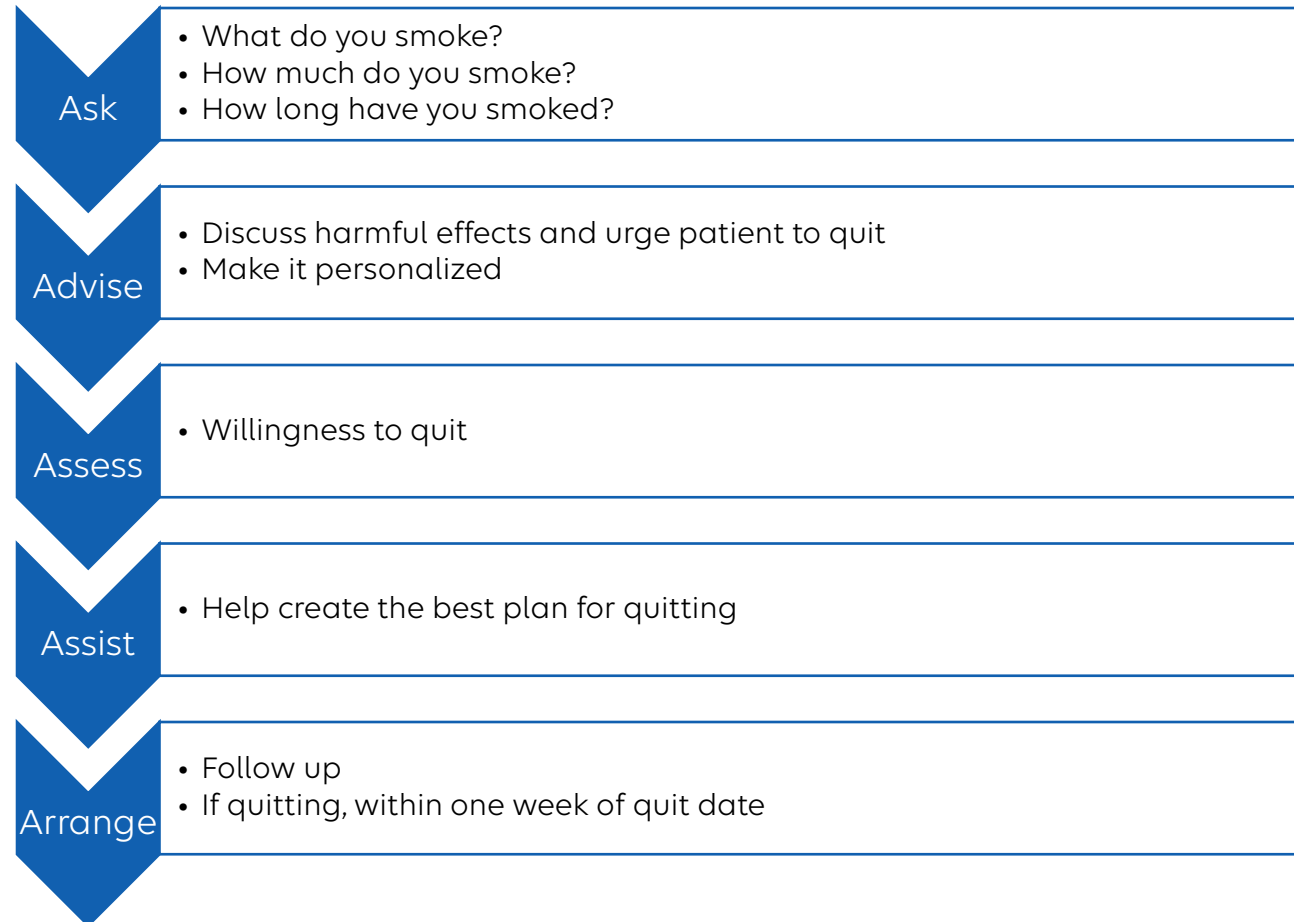 Ask
• What do you smoke?
• How much do you smoke?
• How long have you smoked?
Advise
• Discuss harmful effects and urge patient to quit
• Make it personalized
Assess
• Willingness to quit
Assist
• Help create the best plan for quitting
Arrange
• Follow up
• If quitting, within one week of quit date